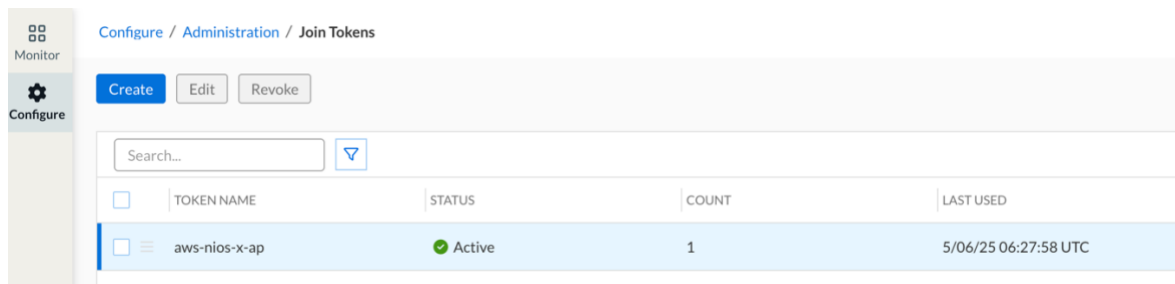 Monitor
Configure
Configure / Administration / Join Tokens
Create Edit Revoke
Search...
TOKEN NAME STATUS COUNT LAST USED
aws-nios-x-ap Active 1 5/06/25 06:27:58 UTC